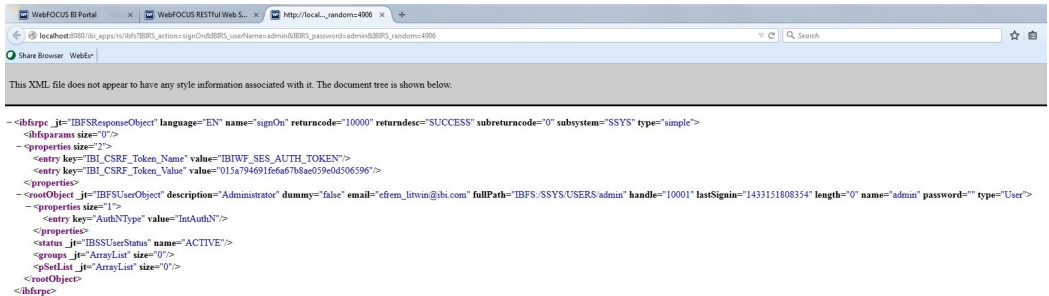 WebFOCUS BI Portal × WebFOCUS RESTful Web S... × http://local..._random=4906 × +
localhost:8080/ibi_apps/rs/ibfs?IBIRS_action=signOn&IBIRS_userName=admin&IBIRS_password=admin&IBIRS_random=4906 Search
Share Browser WebEx
This XML file does not appear to have any style information associated with it. The document tree is shown below.
−<ibfsrpc _jt="IBFSResponseObject" language="EN" name="signOn" returncode="10000" returndesc="SUCCESS" subreturncode="0" subsystem="SSYS" type="simple">
<ibfsparams size="0"/>
−<properties size="2">
<entry key="IBI_CSRF_Token_Name" value="IBIWF_SES_AUTH_TOKEN"/>
<entry key="IBI_CSRF_Token_Value" value="015a794691fe6a67b8ae059e0d506596"/>
</properties>
−<rootObject _jt="IBFSUserObject" description="Administrator" dummy="false" email="efrem_litwin@ibi.com" fullPath="IBFS:/SSYS/USERS/admin" handle="10001" lastSignin="1433151808354" length="0" name="admin" password="" type="User">
−<properties size="1">
<entry key="AuthNType" value="IntAuthN"/>
</properties>
<status _jt="IBSSUserStatus" name="ACTIVE"/>
<groups _jt="ArrayList" size="0"/>
<pSetList _jt="ArrayList" size="0"/>
</rootObject>
</ibfsrpc>